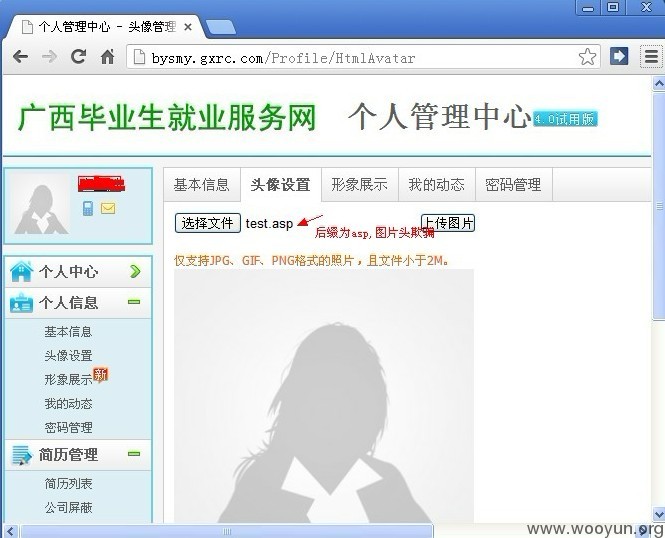 个人管理中心 - 头像管理
bysmy.gxrc.com/Profile/HtmlAvatar
广西毕业生就业服务网 个人管理中心 4.0试用版
基本信息 头像设置 形象展示 我的动态 密码管理
选择文件 test.asp 上传图片
后缀为asp,图片头欺骗
仅支持JPG、GIF、PNG格式的照片，且文件小于2M。
个人中心
个人信息
基本信息
头像设置
形象展示 新
我的动态
密码管理
简历管理
简历列表
公司屏蔽
www.wooyun.org